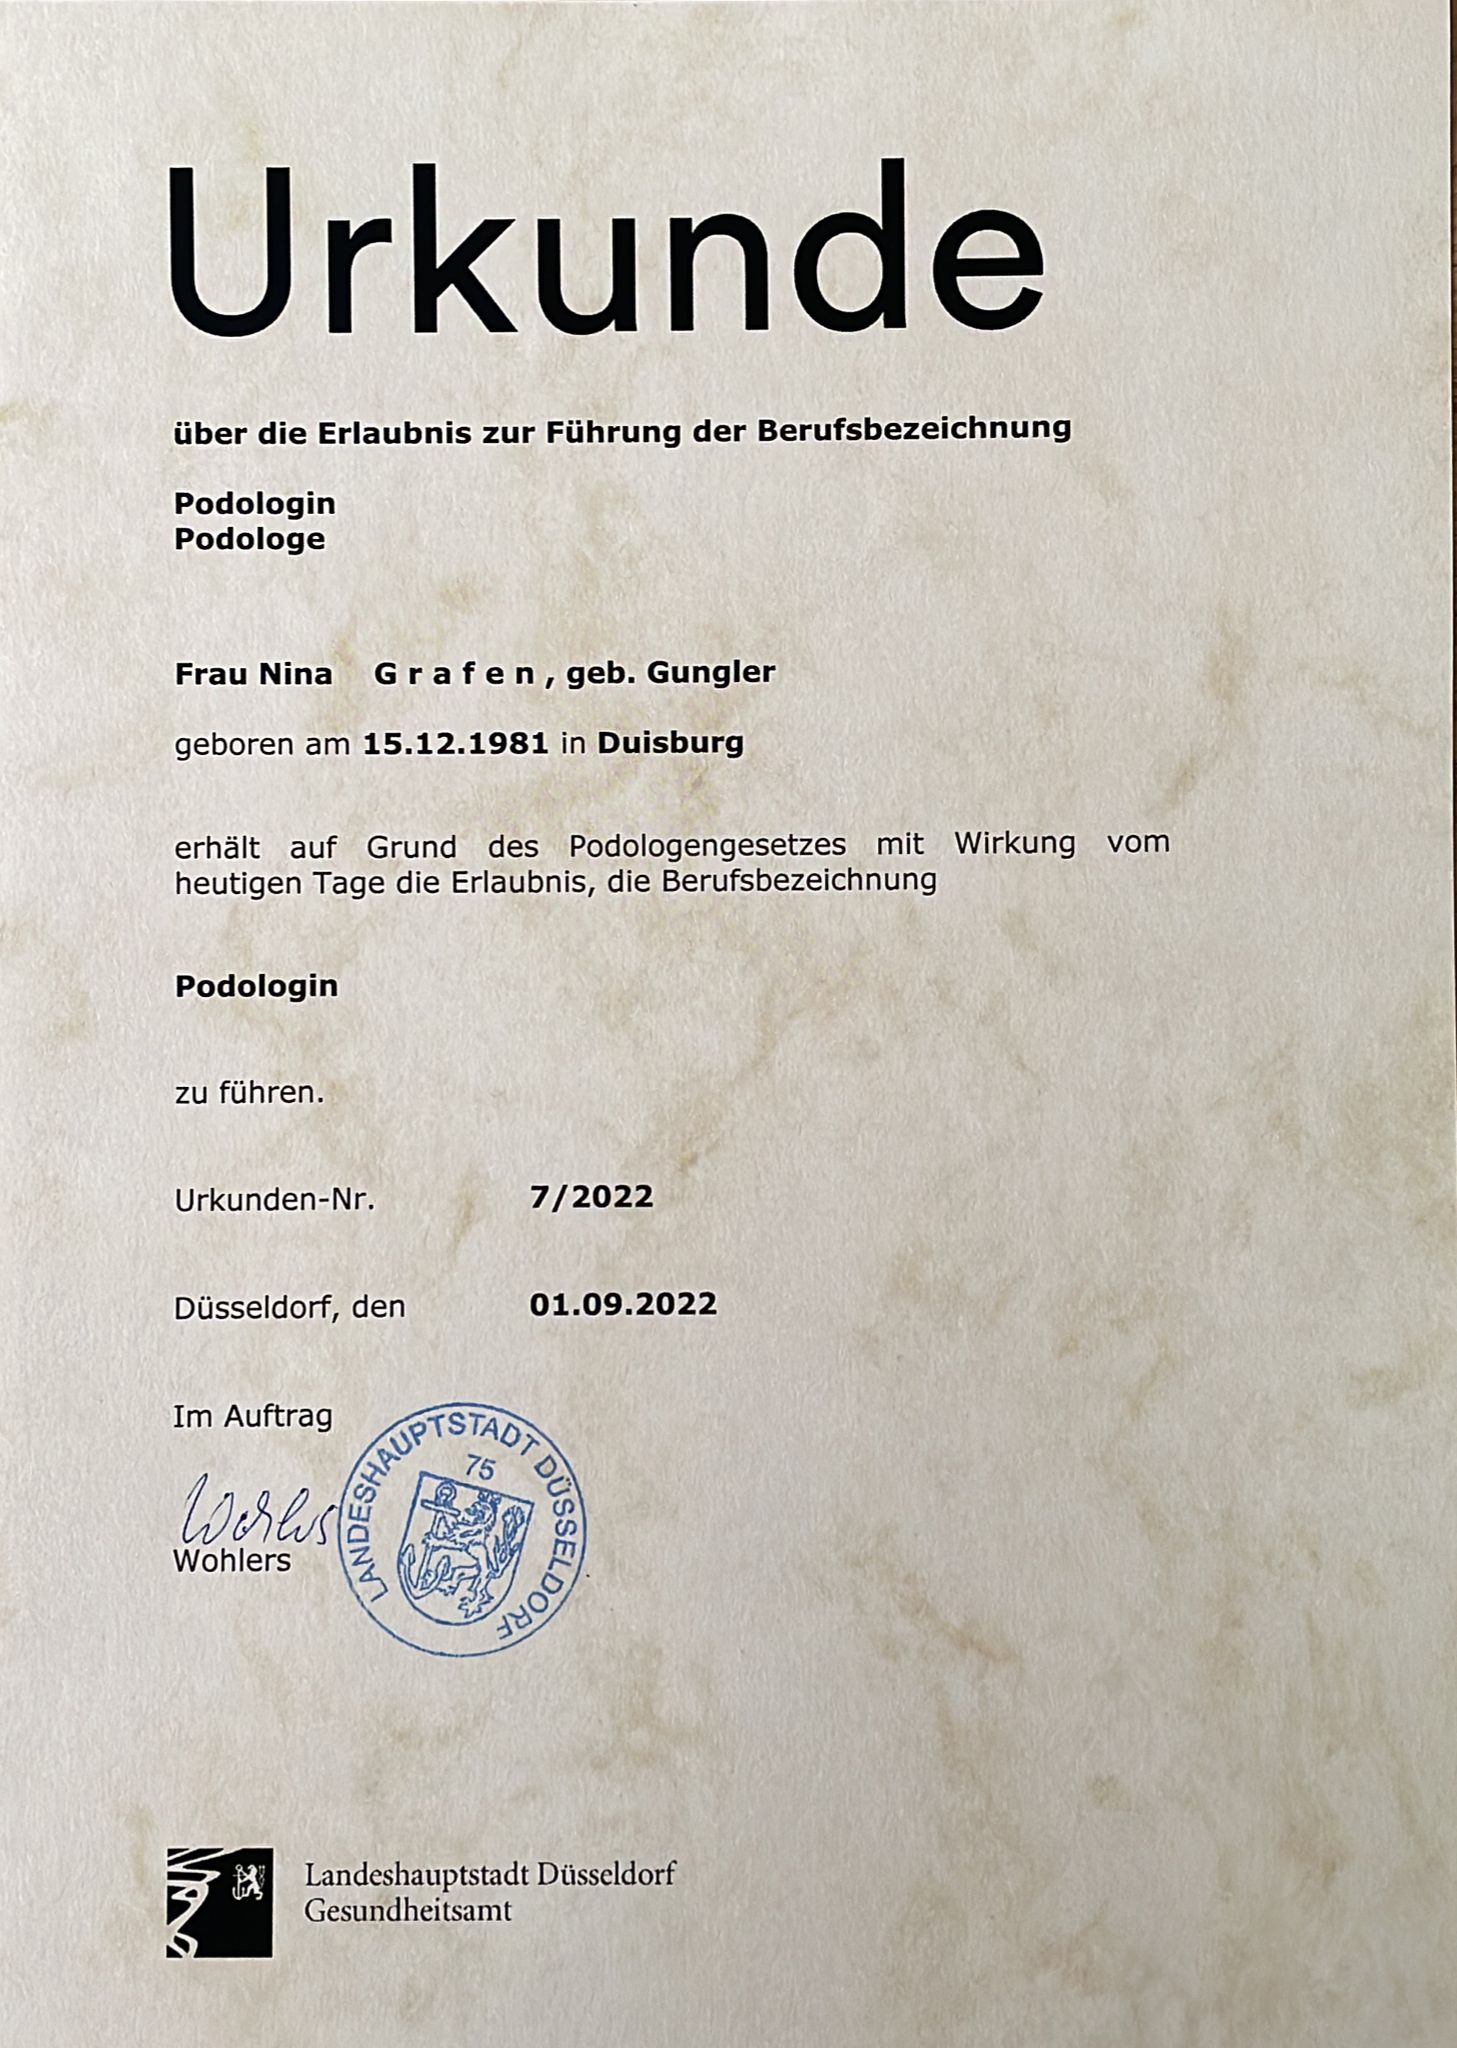 Urkunde
über die Erlaubnis zur Führung der Berufsbezeichnung
Podologin
Podologe
Frau Nina G r a f e n , geb. Gungler
geboren am 15.12.1981 in Duisburg
erhält auf Grund des Podologengesetzes mit Wirkung vom
heutigen Tage die Erlaubnis, die Berufsbezeichnung
Podologin
zu führen.
Urkunden-Nr. 7/2022
Düsseldorf, den 01.09.2022
Im Auftrag
LANDESHAUPTSTADT DÜSSELDORF
75
Wohlers
Wohlers
Landeshauptstadt Düsseldorf
Gesundheitsamt